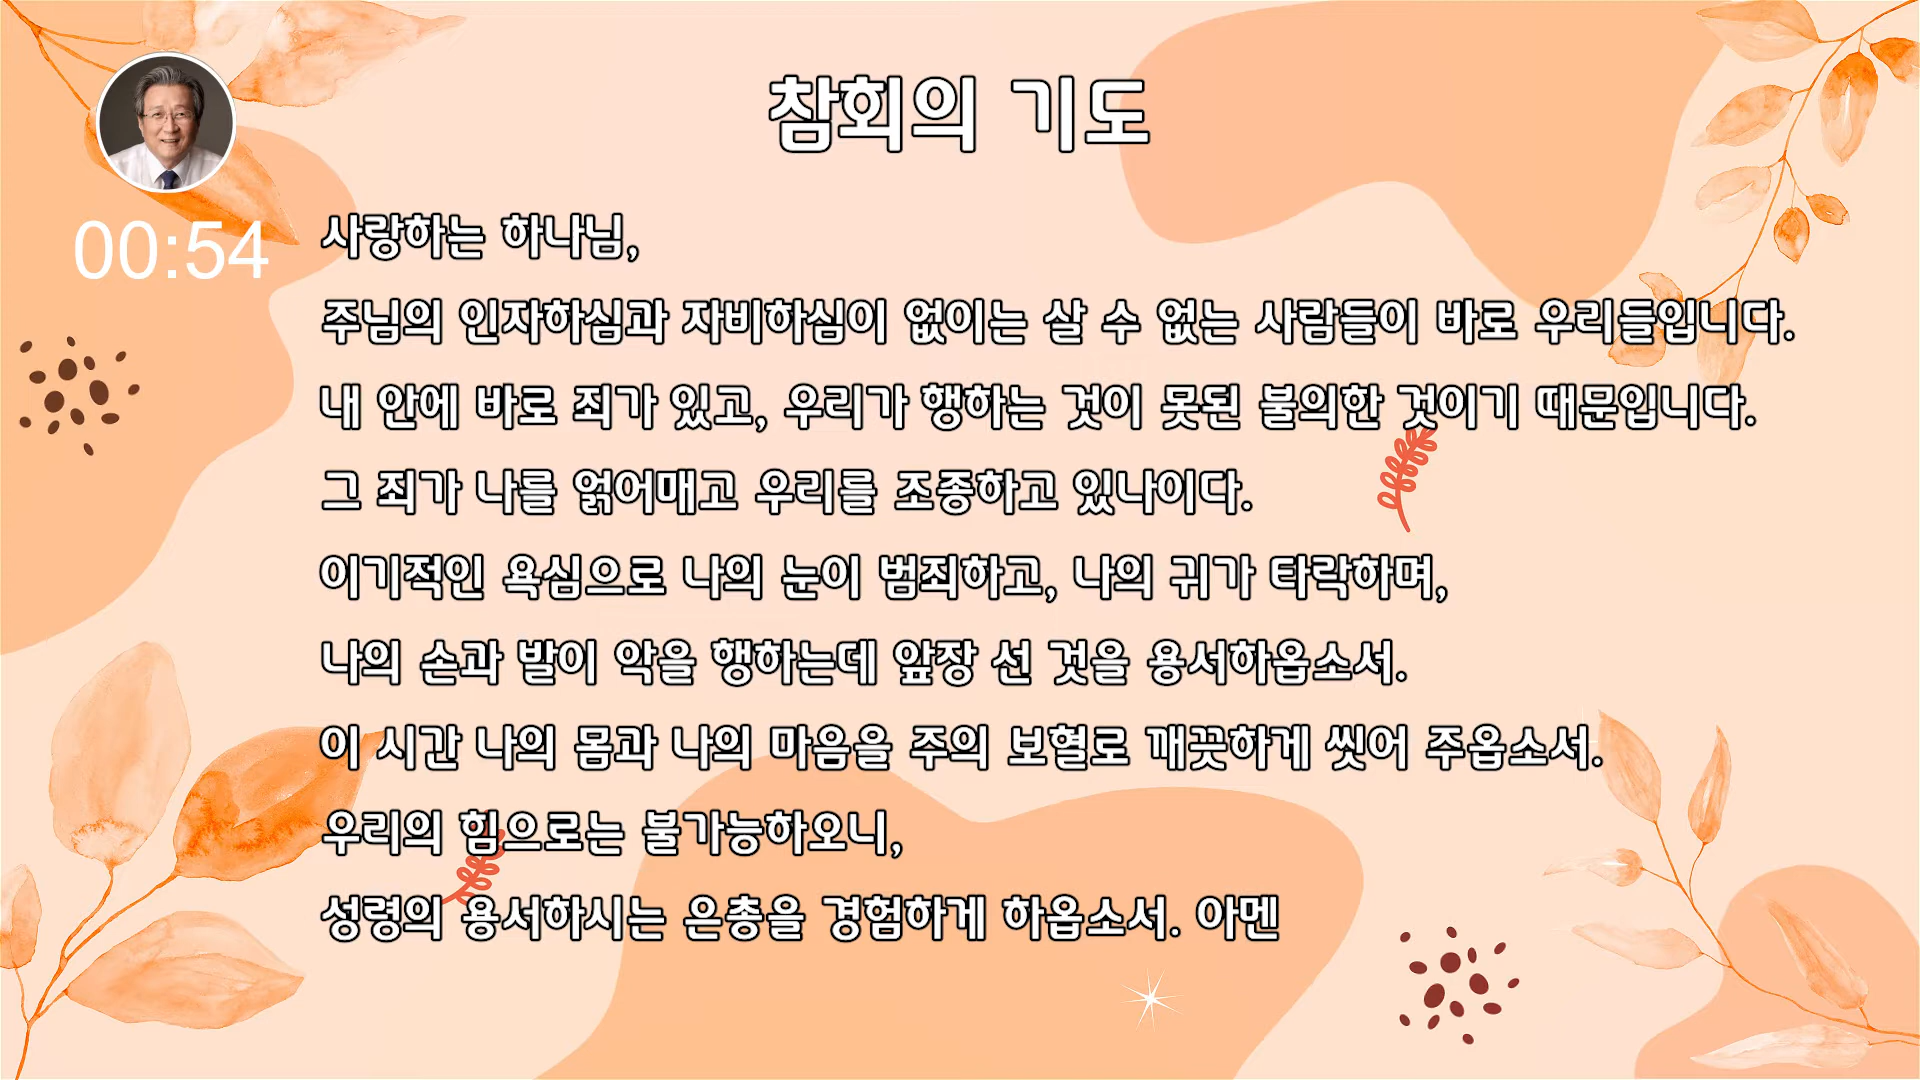 참회의 기도
00:54
사랑하는 하나님,
주님의 인자하심과 자비하심이 없이는 살 수 없는 사람들이 바로 우리들입니다.
내 안에 바로 죄가 있고, 우리가 행하는 것이 못된 불의한 것이기 때문입니다.
그 죄가 나를 얽어매고 우리를 조종하고 있나이다.
이기적인 욕심으로 나의 눈이 범죄하고, 나의 귀가 타락하며,
나의 손과 발이 악을 행하는데 앞장 선 것을 용서하옵소서.
이 시간 나의 몸과 나의 마음을 주의 보혈로 깨끗하게 씻어 주옵소서.
우리의 힘으로는 불가능하오니,
성령의 용서하시는 은총을 경험하게 하옵소서. 아멘